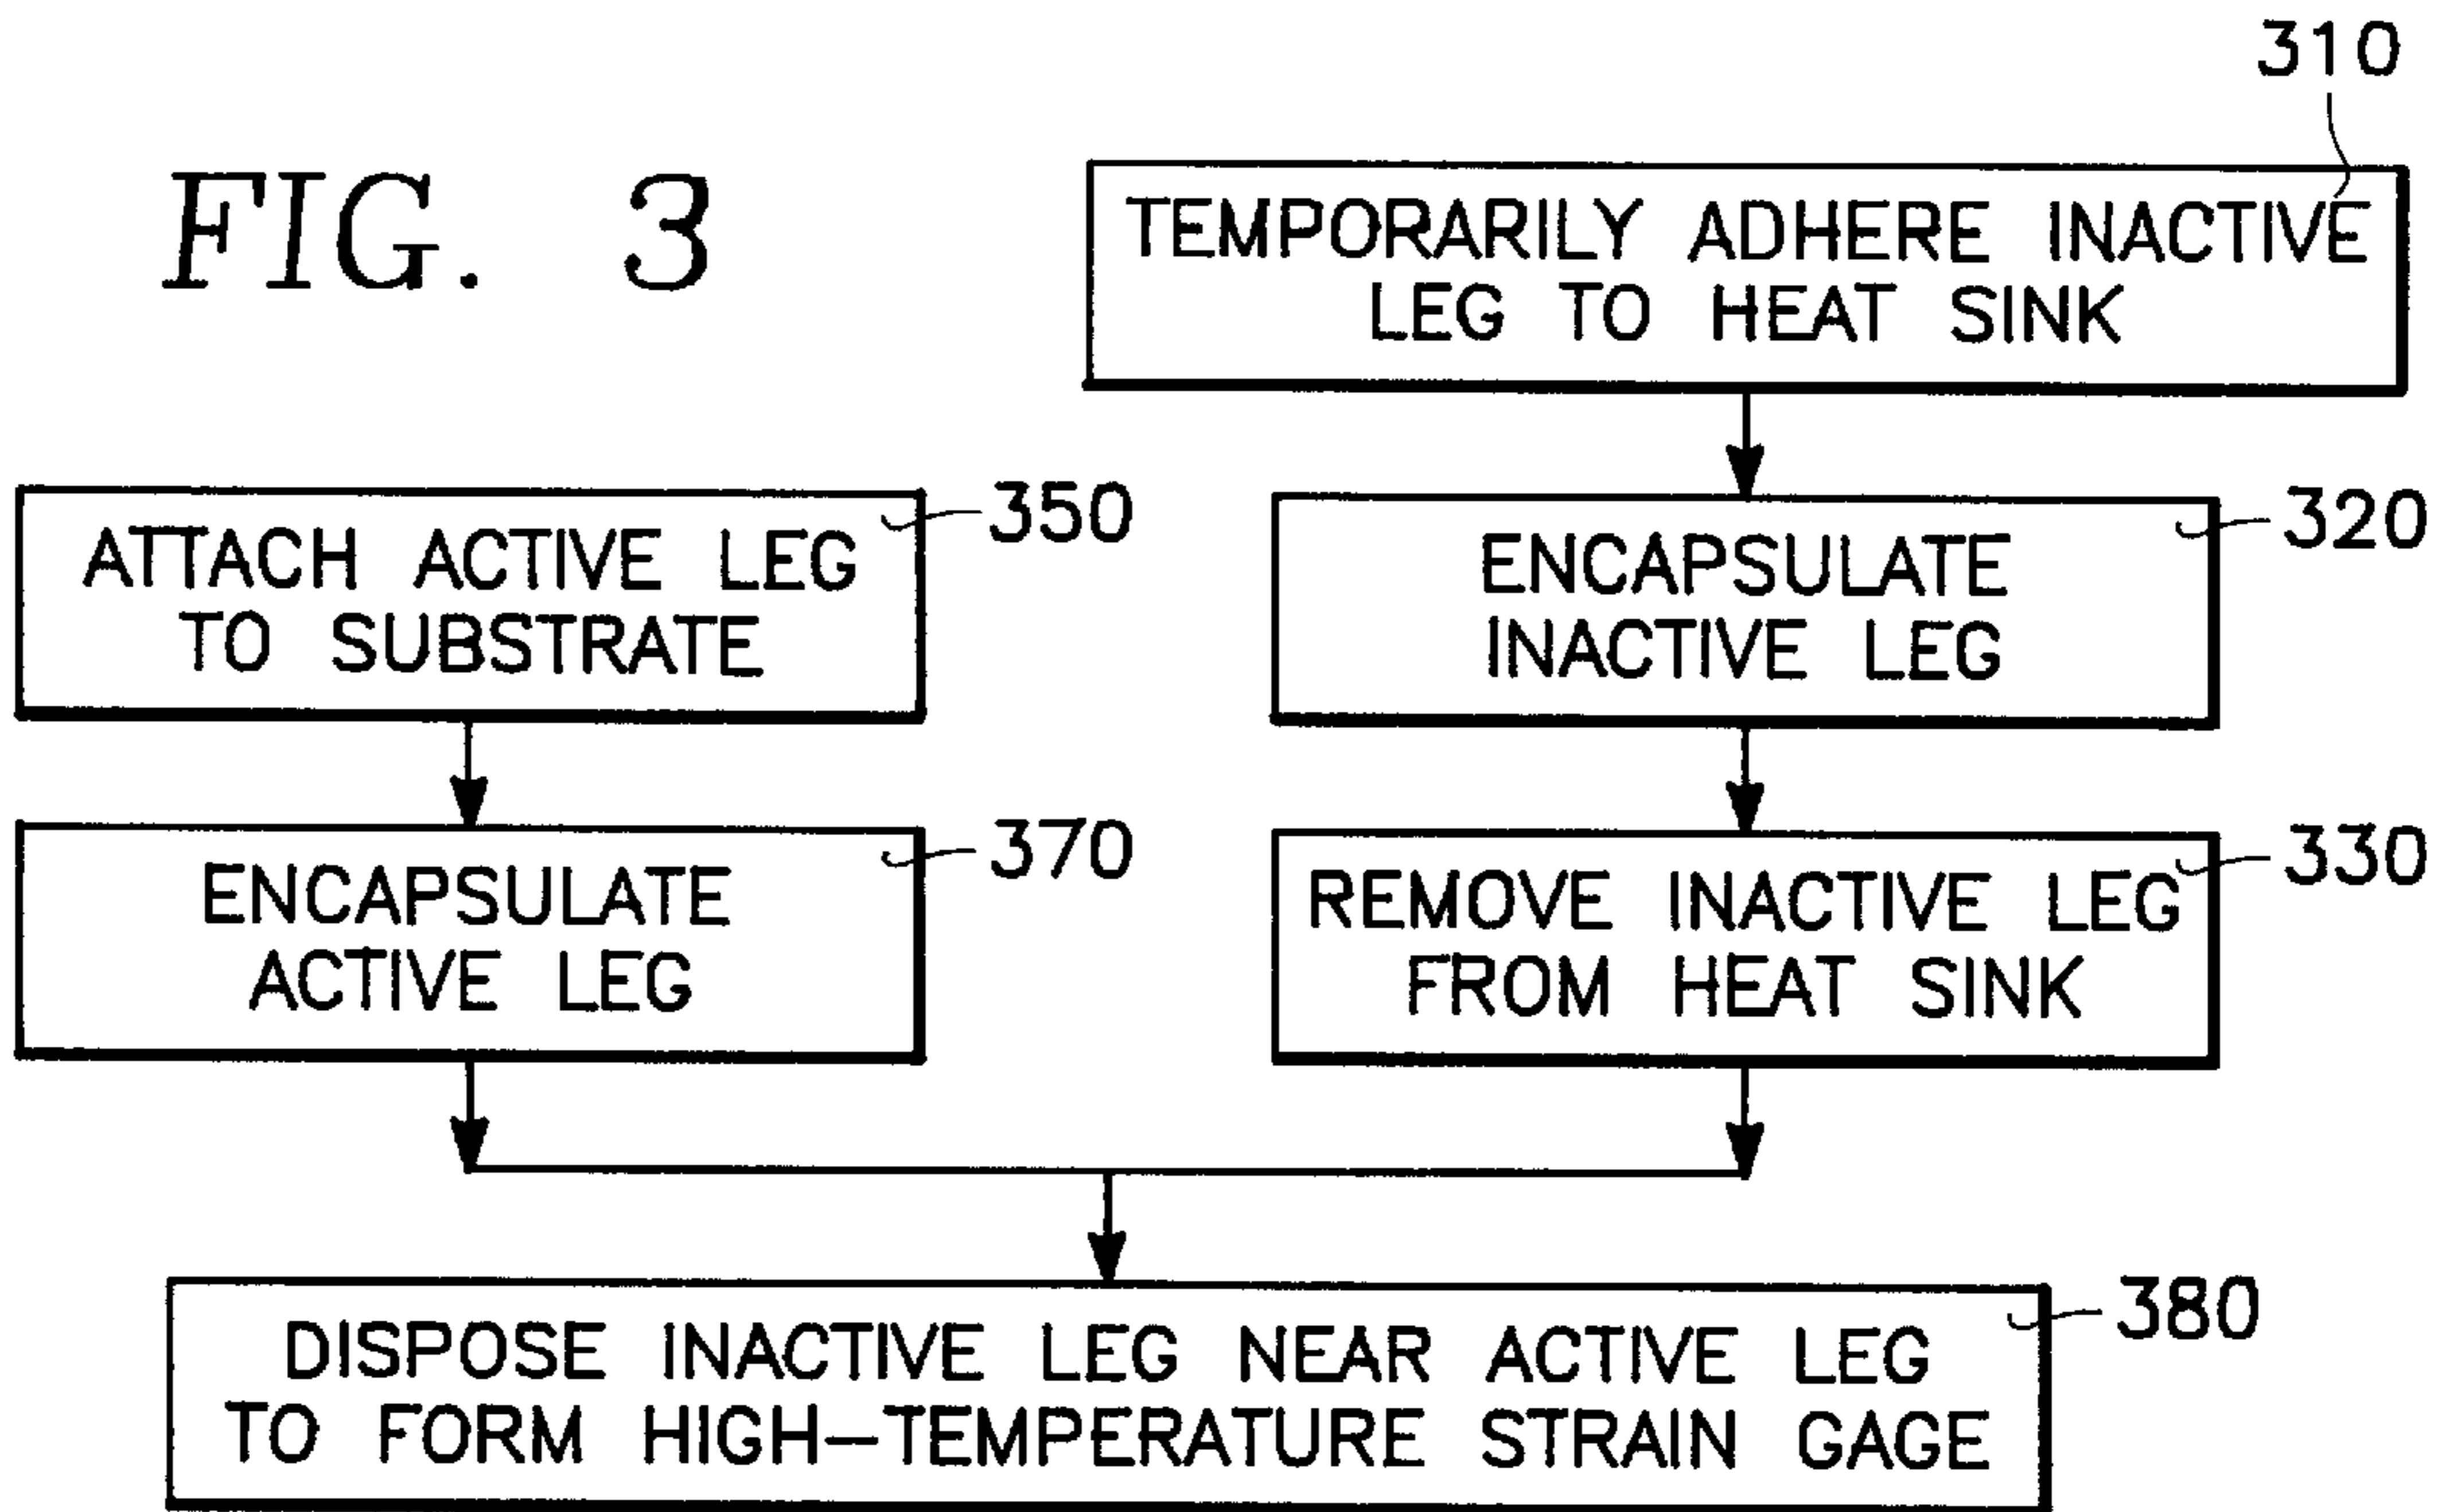 FIG. 3
310
TEMPORARILY ADHERE INACTIVE
LEG TO HEAT SINK
350
ATTACH ACTIVE LEG
TO SUBSTRATE
320
ENCAPSULATE
INACTIVE LEG
370
ENCAPSULATE
ACTIVE LEG
330
REMOVE INACTIVE LEG
FROM HEAT SINK
380
DISPOSE INACTIVE LEG NEAR ACTIVE LEG
TO FORM HIGH-TEMPERATURE STRAIN GAGE